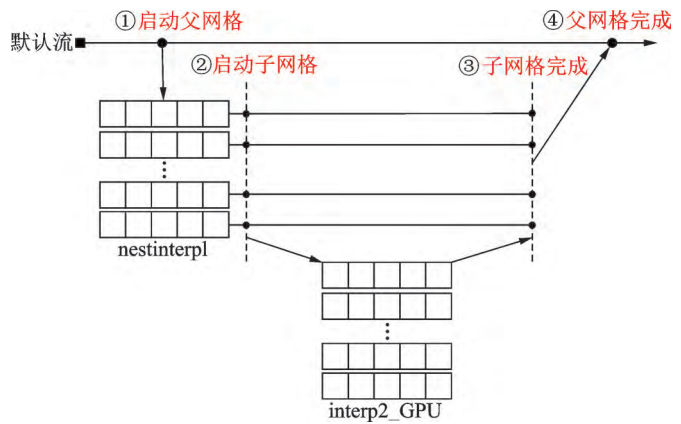 ①启动父网格
④父网格完成
默认流
②启动子网格
③子网格完成
nestinterpl
interp2_GPU